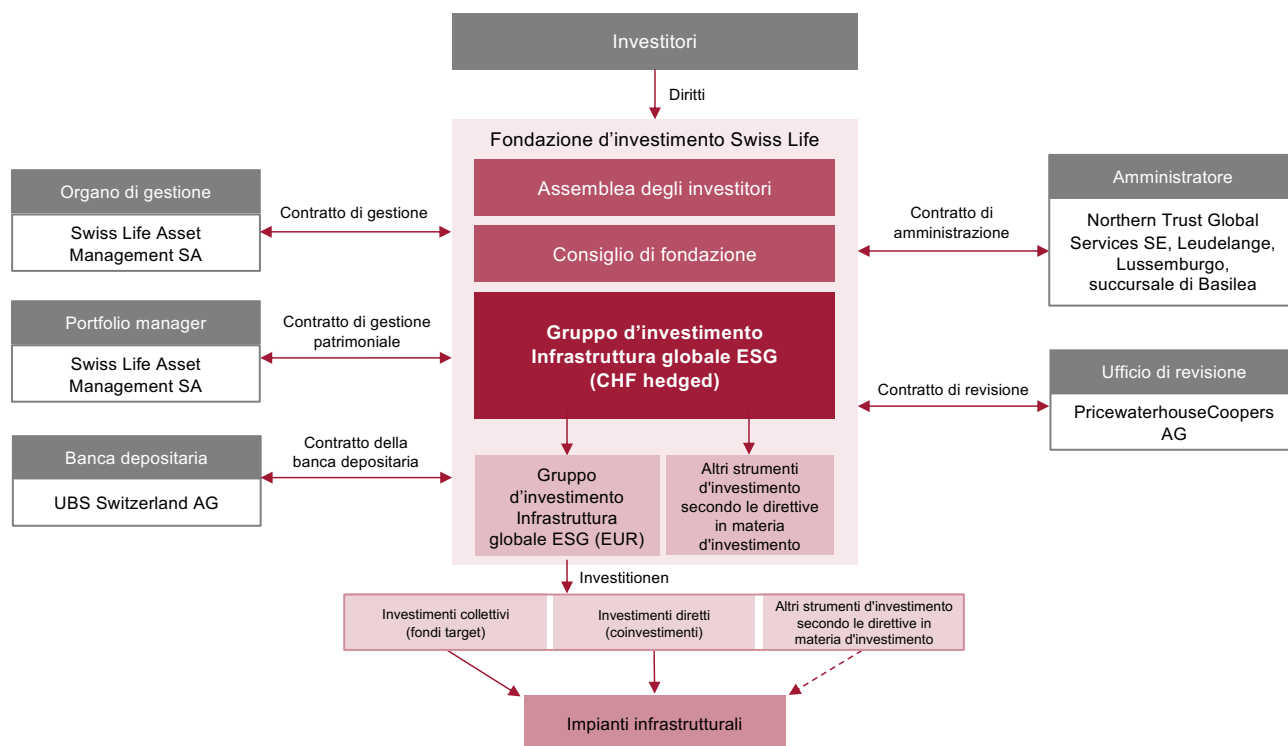 Investitori
Diritti
Fondazione d’investimento Swiss Life
Assemblea degli investitori
Consiglio di fondazione
Gruppo d’investimento
Infrastruttura globale ESG
(CHF hedged)
Organo di gestione
Swiss Life Asset
Management SA
Contratto di gestione
Portfolio manager
Swiss Life Asset
Management SA
Contratto di gestione
patrimoniale
Banca depositaria
UBS Switzerland AG
Contratto della
banca depositaria
Amministratore
Northern Trust Global
Services SE, Leudelange,
Lussemburgo,
succursale di Basilea
Contratto di
amministrazione
Ufficio di revisione
PricewaterhouseCoopers
AG
Contratto di revisione
Gruppo
d’investimento
Infrastruttura
globale ESG (EUR)
Altri strumenti
d'investimento
secondo le direttive
in materia
d'investimento
Investitionen
Investimenti collettivi
(fondi target)
Investimenti diretti
(coinvestimenti)
Altri strumenti d'investimento
secondo le direttive in
materia d'investimento
Impianti infrastrutturali